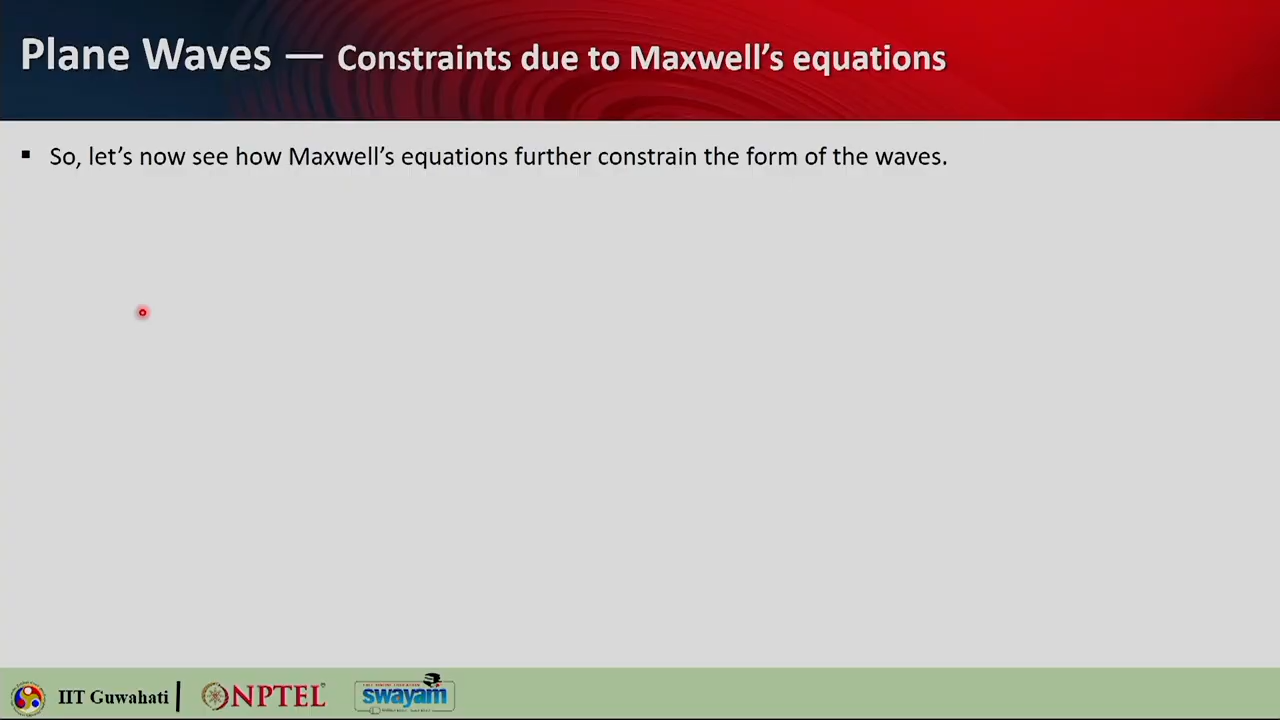 Plane Waves — Constraints due to Maxwell's equations
▪ So, let's now see how Maxwell's equations further constrain the form of the waves.
IIT Guwahati
NPTEL
swayam